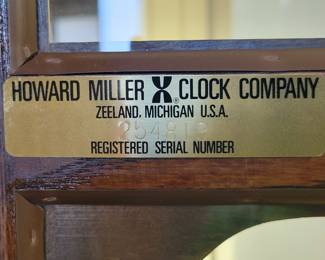 HOWARD MILLER CLOCK COMPANY
ZEELAND, MICHIGAN U.S.A.
REGISTERED SERIAL NUMBER